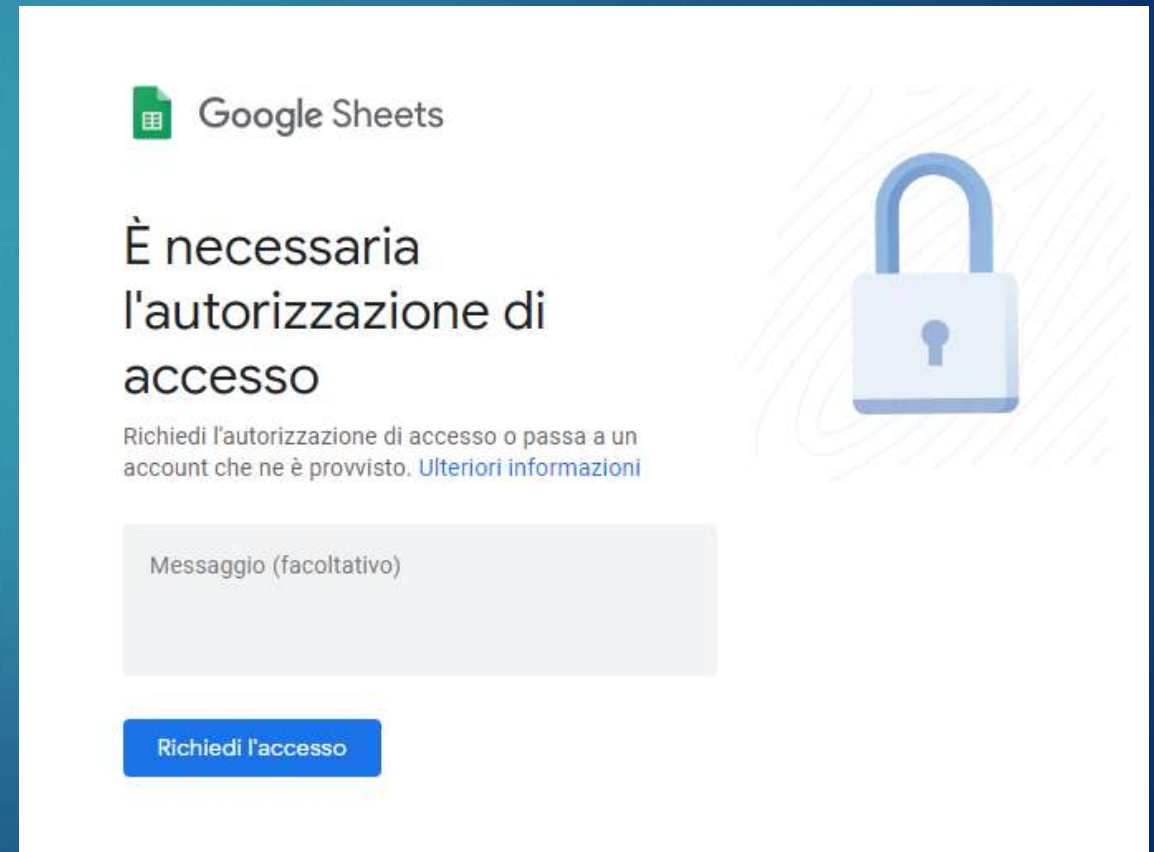 Google Sheets
È necessaria
l'autorizzazione di
accesso
Richiedi l'autorizzazione di accesso o passa a un
account che ne è provvisto. Ulteriori informazioni
Messaggio (facoltativo)
Richiedi l'accesso